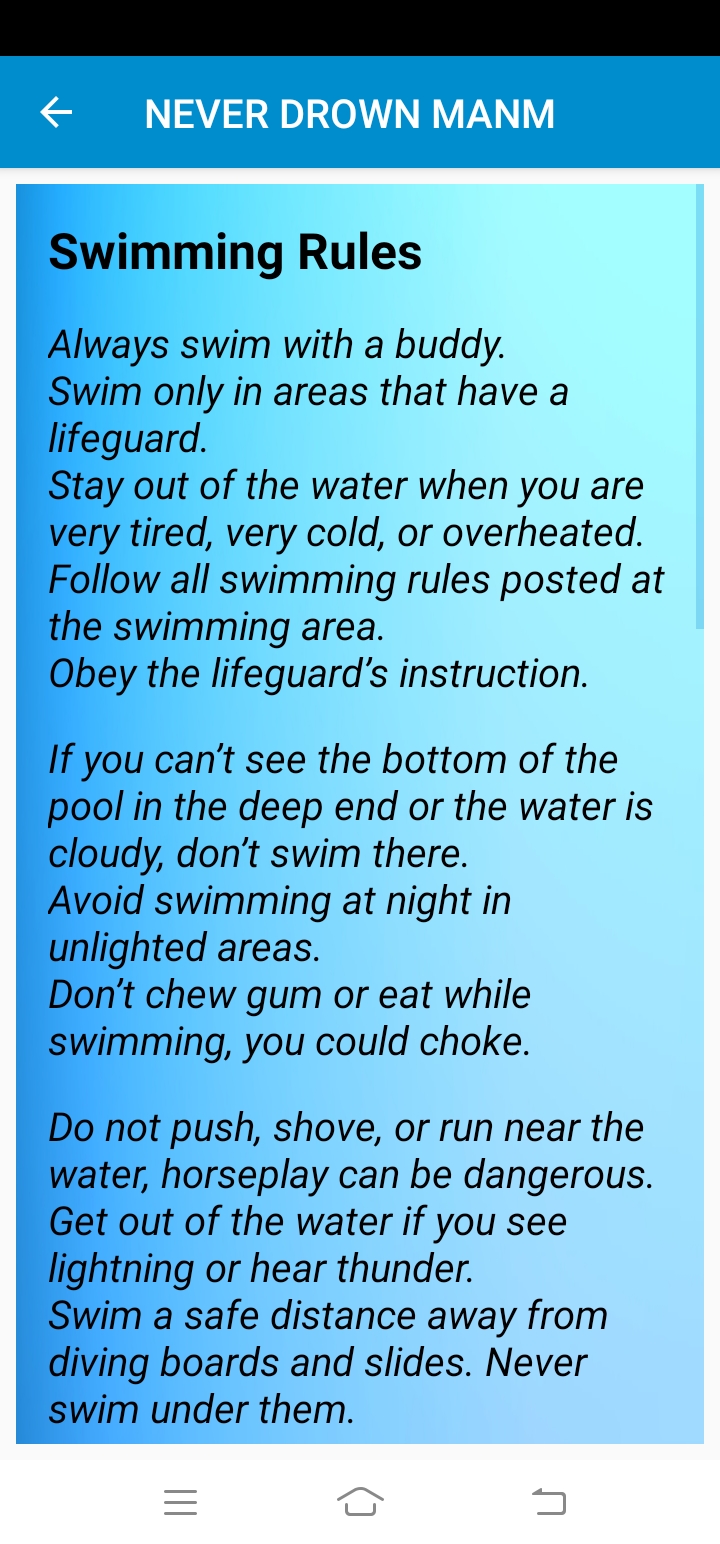 NEVER DROWN MANM
Swimming Rules
Always swim with a buddy.
Swim only in areas that have a
lifeguard.
Stay out of the water when you are
very tired, very cold, or overheated.
Follow all swimming rules posted at
the swimming area.
Obey the lifeguard’s instruction.
If you can’t see the bottom of the
pool in the deep end or the water is
cloudy, don’t swim there.
Avoid swimming at night in
unlighted areas.
Don’t chew gum or eat while
swimming, you could choke.
Do not push, shove, or run near the
water, horseplay can be dangerous.
Get out of the water if you see
lightning or hear thunder.
Swim a safe distance away from
diving boards and slides. Never
swim under them.